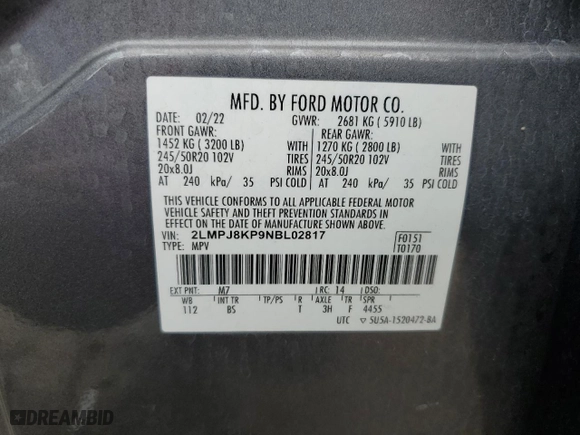 MFD. BY FORD MOTOR CO.
DATE: 02/22 GVWR: 2681 KG ( 5910 LB)
FRONT GAWR: REAR GAWR:
1452 KG ( 3200 LB) WITH 1270 KG ( 2800 LB) WITH
245/50R20 102V TIRES 245/50R20 102V TIRES
20x8.0J RIMS 20x8.0J RIMS
AT 240 kPa/ 35 PSI COLD AT 240 kPa/ 35 PSI COLD
THIS VEHICLE CONFORMS TO ALL APPLICABLE FEDERAL MOTOR
VEHICLE SAFETY AND THEFT PREVENTION STANDARDS IN
EFFECT ON THE DATE OF MANUFACTURE SHOWN ABOVE.
VIN: 2LMPJ8KP9NBL02817 F0151
TYPE: MPV T0170
EXT PNT: M7 RC: 14 DSO:
WB INT TR TP/PS R AXLE TR SPR
112 BS T 3H F 4455
UTC ▽ 5U5A-1520472-BA
DREAMBID